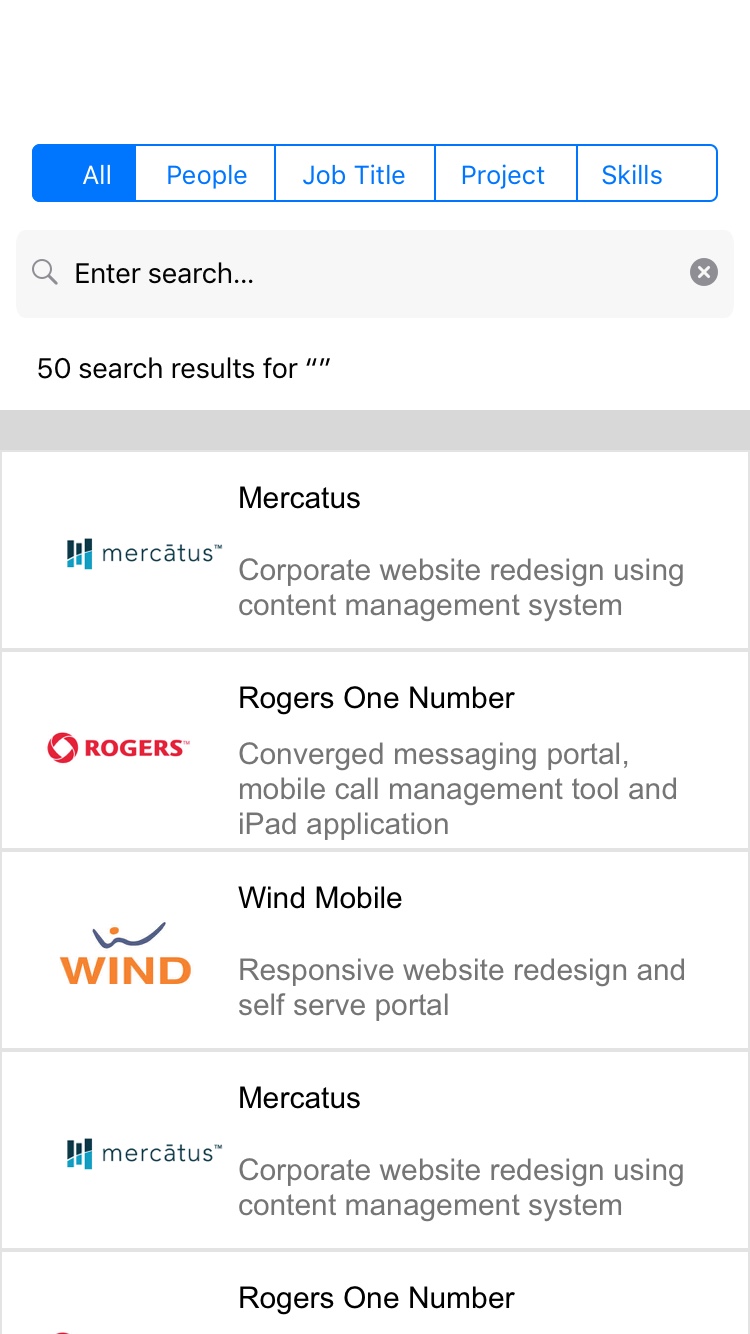 All People Job Title Project Skills
Enter search...
50 search results for “”
Mercatus
mercātus™
Corporate website redesign using
content management system
Rogers One Number
ROGERS™
Converged messaging portal,
mobile call management tool and
iPad application
Wind Mobile
WIND
Responsive website redesign and
self serve portal
Mercatus
mercātus™
Corporate website redesign using
content management system
Rogers One Number